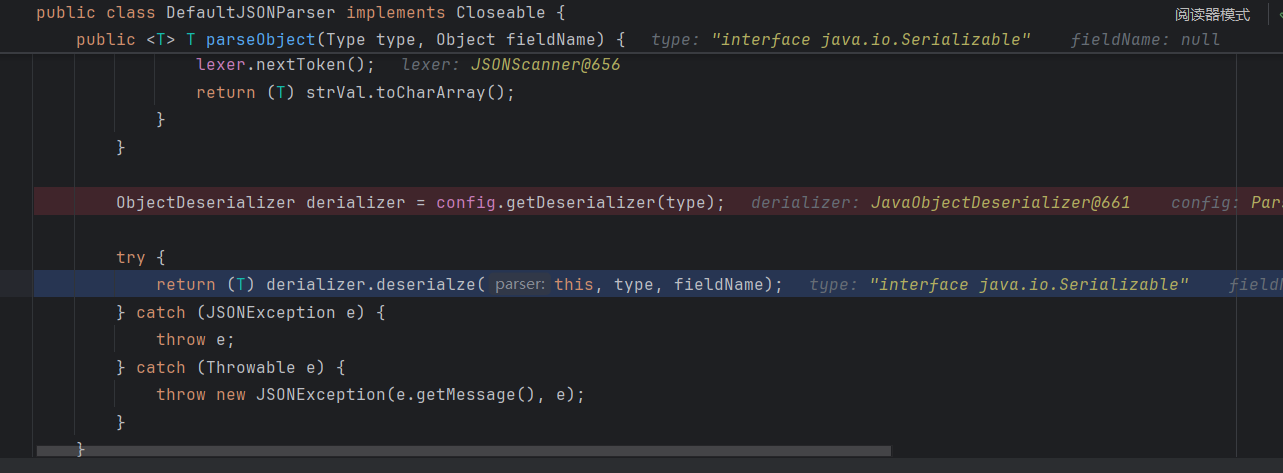 public class DefaultJSONParser implements Closeable {
阅读器模式
public <T> T parseObject(Type type, Object fieldName) { type: "interface java.io.Serializable" fieldName: null
lexer.nextToken(); lexer: JSONScanner@656
return (T) strVal.toCharArray();
}
}
ObjectDeserializer derializer = config.getDeserializer(type); derializer: JavaObjectDeserializer@661 config: Par
try {
return (T) derializer.deserialze( parser: this, type, fieldName); type: "interface java.io.Serializable" field
} catch (JSONException e) {
throw e;
} catch (Throwable e) {
throw new JSONException(e.getMessage(), e);
}
}